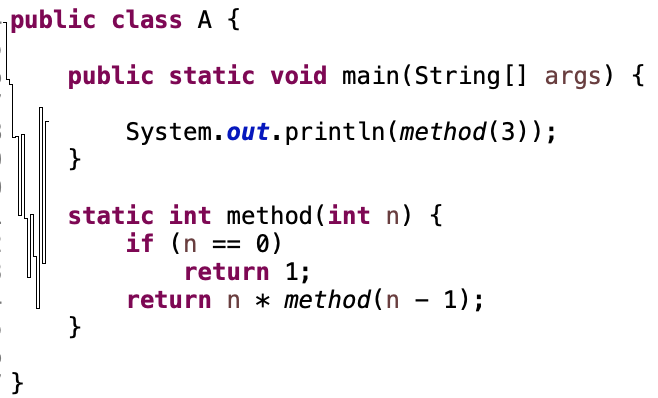 public class A {
public static void main(String[] args) {
System.out.println(method(3));
}
static int method(int n) {
if (n == 0)
return 1;
return n * method(n - 1);
}
}